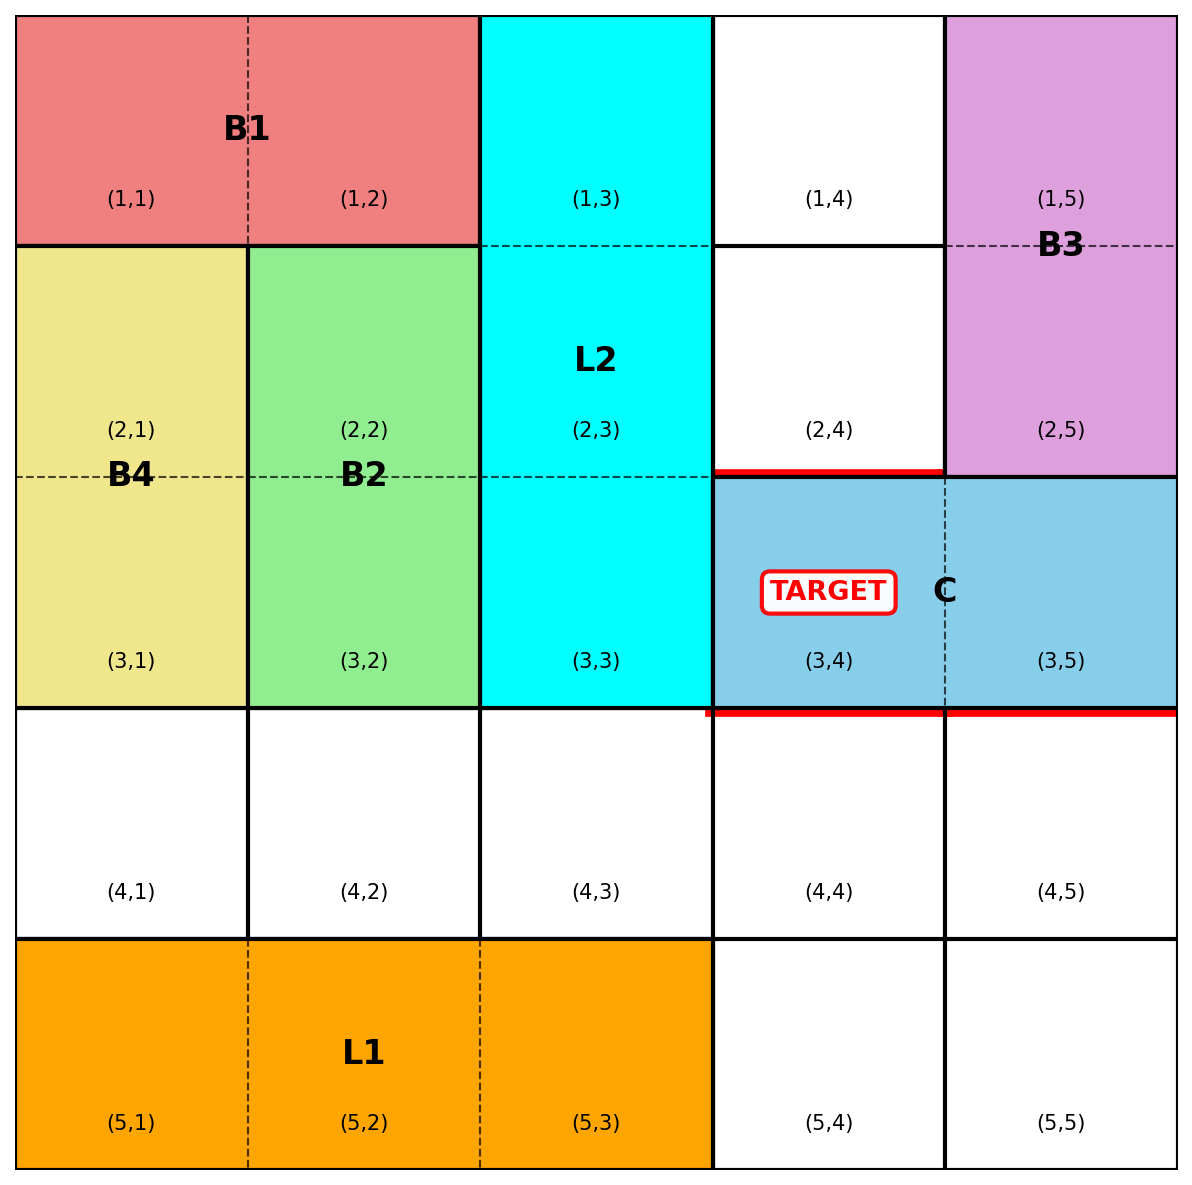 B1
(1,1) (1,2) (1,3) (1,4) (1,5)
B3
L2
(2,1) (2,2) (2,3) (2,4) (2,5)
B4 B2
TARGET C
(3,1) (3,2) (3,3) (3,4) (3,5)
(4,1) (4,2) (4,3) (4,4) (4,5)
L1
(5,1) (5,2) (5,3) (5,4) (5,5)